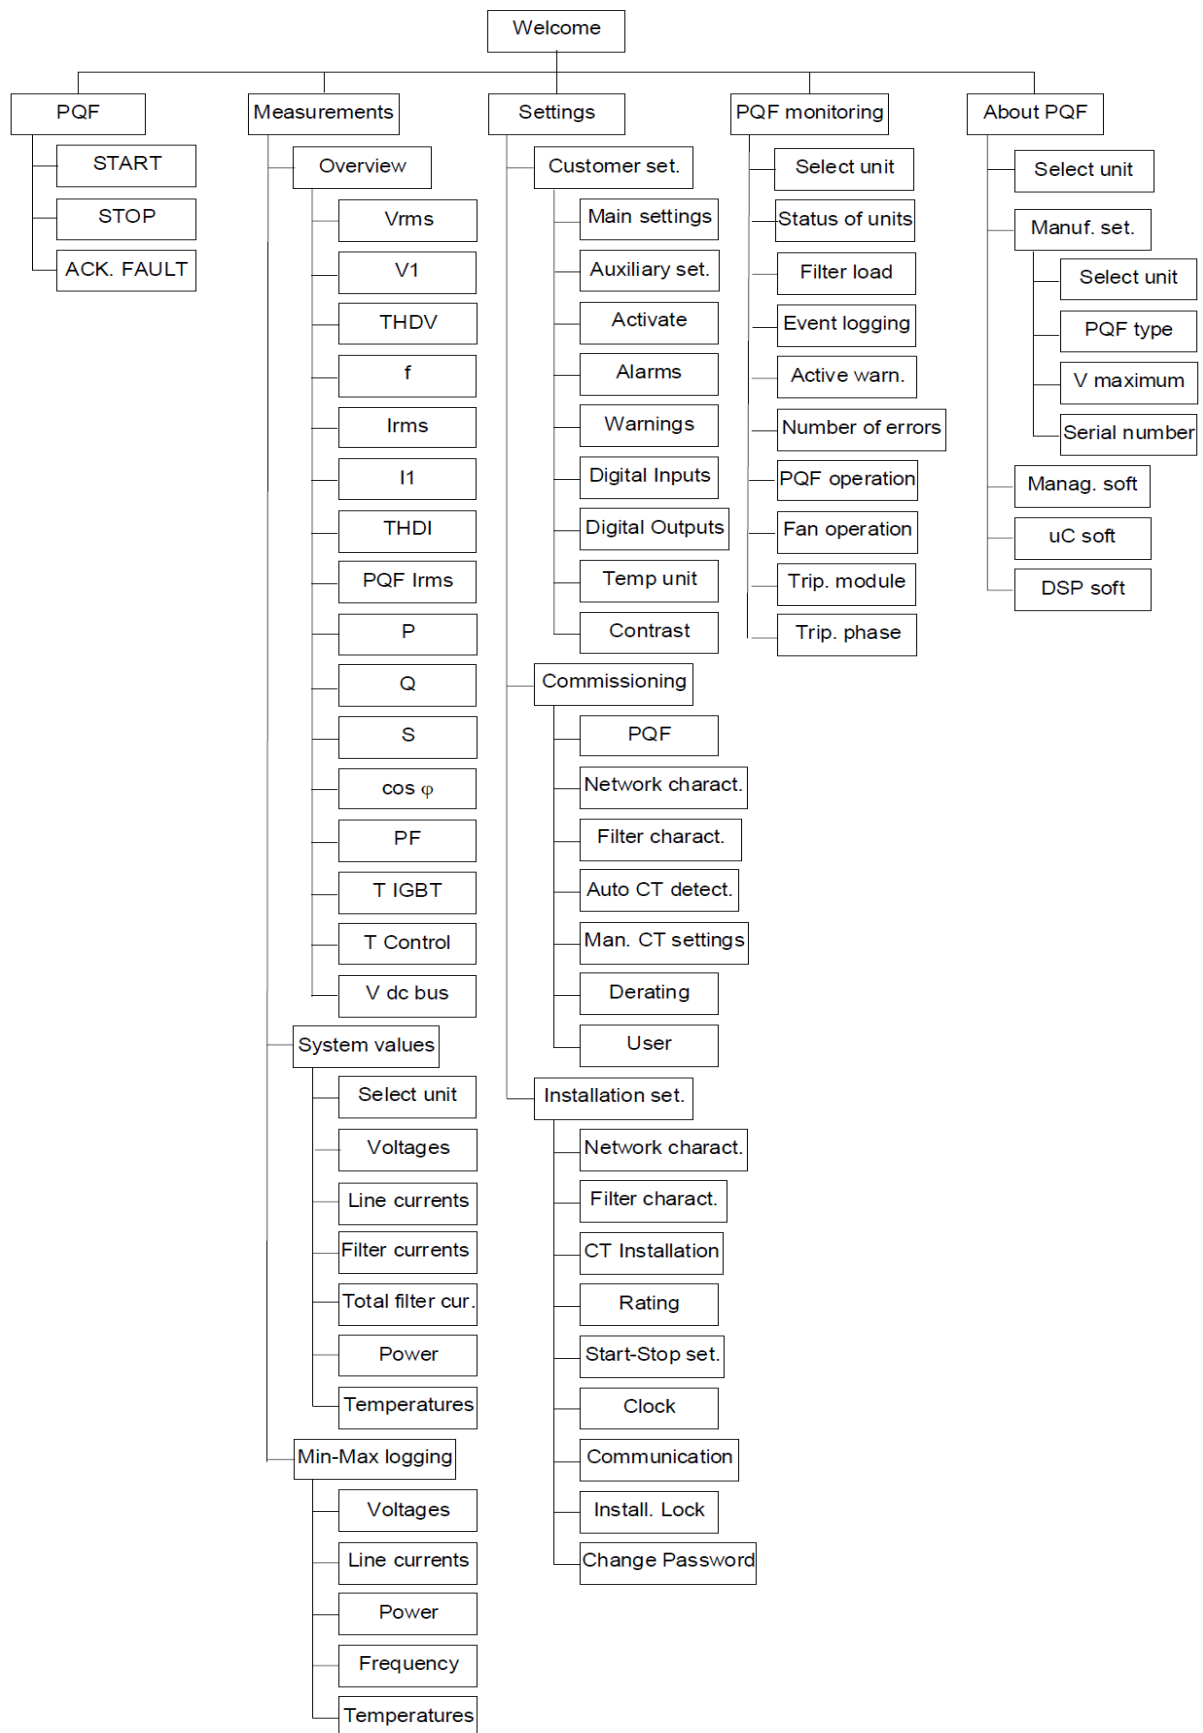 Welcome
PQF
START
STOP
ACK. FAULT
Measurements
Overview
Vrms
V1
THDV
f
Irms
I1
THDI
PQF Irms
P
Q
S
cos φ
PF
T IGBT
T Control
V dc bus
System values
Select unit
Voltages
Line currents
Filter currents
Total filter cur.
Power
Temperatures
Min-Max logging
Voltages
Line currents
Power
Frequency
Temperatures
Settings
Customer set.
Main settings
Auxiliary set.
Activate
Alarms
Warnings
Digital Inputs
Digital Outputs
Temp unit
Contrast
Commissioning
PQF
Network charact.
Filter charact.
Auto CT detect.
Man. CT settings
Derating
User
Installation set.
Network charact.
Filter charact.
CT Installation
Rating
Start-Stop set.
Clock
Communication
Install. Lock
Change Password
PQF monitoring
Select unit
Status of units
Filter load
Event logging
Active warn.
Number of errors
PQF operation
Fan operation
Trip. module
Trip. phase
About PQF
Select unit
Manuf. set.
Select unit
PQF type
V maximum
Serial number
Manag. soft
uC soft
DSP soft